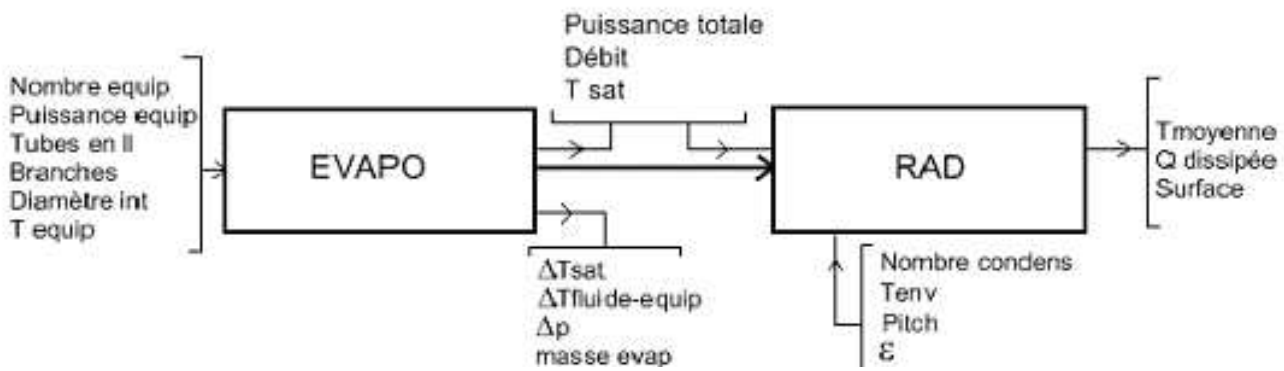 Puissance totale
Débit
T sat
Nombre equip
Puissance equip
Tubes en II
Branches
Diamètre int
T equip
EVAPO
RAD
Tmoyenne
Q dissipée
Surface
ΔTsat
ΔTfluide-equip
Δp
masse evap
Nombre condens
Tenv
Pitch
ε